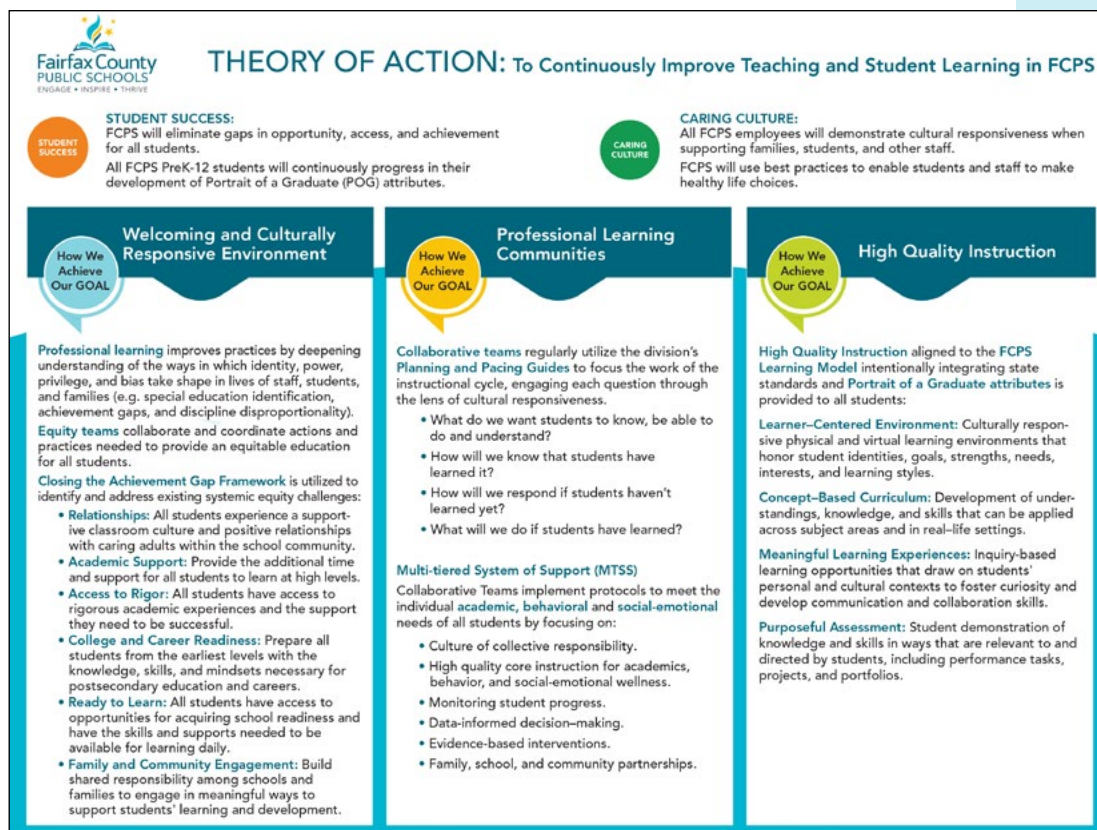 Fairfax County
PUBLIC SCHOOLS
ENGAGE • INSPIRE • THRIVE
THEORY OF ACTION: To Continuously Improve Teaching and Student Learning in FCPS
STUDENT
SUCCESS
STUDENT SUCCESS:
FCPS will eliminate gaps in opportunity, access, and achievement
for all students.
All FCPS PreK-12 students will continuously progress in their
development of Portrait of a Graduate (POG) attributes.
CARING
CULTURE
CARING CULTURE:
All FCPS employees will demonstrate cultural responsiveness when
supporting families, students, and other staff.
FCPS will use best practices to enable students and staff to make
healthy life choices.
How We
Achieve
Our GOAL
Welcoming and Culturally
Responsive Environment
Professional learning improves practices by deepening
understanding of the ways in which identity, power,
privilege, and bias take shape in lives of staff, students,
and families (e.g. special education identification,
achievement gaps, and discipline disproportionality).
Equity teams collaborate and coordinate actions and
practices needed to provide an equitable education
for all students.
Closing the Achievement Gap Framework is utilized to
identify and address existing systemic equity challenges:
• Relationships: All students experience a support-
ive classroom culture and positive relationships
with caring adults within the school community.
• Academic Support: Provide the additional time
and support for all students to learn at high levels.
• Access to Rigor: All students have access to
rigorous academic experiences and the support
they need to be successful.
• College and Career Readiness: Prepare all
students from the earliest levels with the
knowledge, skills, and mindsets necessary for
postsecondary education and careers.
• Ready to Learn: All students have access to
opportunities for acquiring school readiness and
have the skills and supports needed to be
available for learning daily.
• Family and Community Engagement: Build
shared responsibility among schools and
families to engage in meaningful ways to
support students' learning and development.
How We
Achieve
Our GOAL
Professional Learning
Communities
Collaborative teams regularly utilize the division's
Planning and Pacing Guides to focus the work of the
instructional cycle, engaging each question through
the lens of cultural responsiveness.
• What do we want students to know, be able to
do and understand?
• How will we know that students have
learned it?
• How will we respond if students haven't
learned yet?
• What will we do if students have learned?
Multi-tiered System of Support (MTSS)
Collaborative Teams implement protocols to meet the
individual academic, behavioral and social-emotional
needs of all students by focusing on:
• Culture of collective responsibility.
• High quality core instruction for academics,
behavior, and social-emotional wellness.
• Monitoring student progress.
• Data-informed decision–making.
• Evidence-based interventions.
• Family, school, and community partnerships.
How We
Achieve
Our GOAL
High Quality Instruction
High Quality Instruction aligned to the FCPS
Learning Model intentionally integrating state
standards and Portrait of a Graduate attributes is
provided to all students:
Learner–Centered Environment: Culturally respon-
sive physical and virtual learning environments that
honor student identities, goals, strengths, needs,
interests, and learning styles.
Concept–Based Curriculum: Development of under-
standings, knowledge, and skills that can be applied
across subject areas and in real–life settings.
Meaningful Learning Experiences: Inquiry-based
learning opportunities that draw on students'
personal and cultural contexts to foster curiosity and
develop communication and collaboration skills.
Purposeful Assessment: Student demonstration of
knowledge and skills in ways that are relevant to and
directed by students, including performance tasks,
projects, and portfolios.